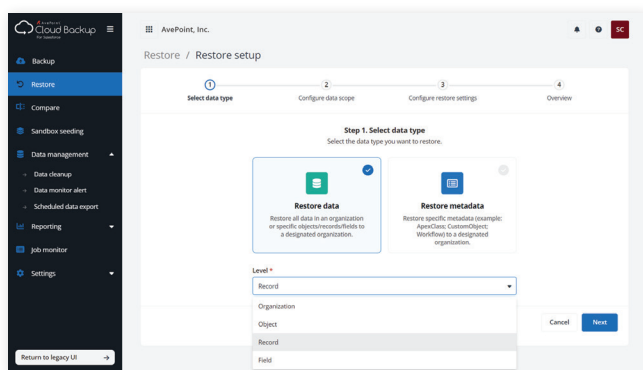 AvePoint
Cloud Backup
For Salesforce
AvePoint, Inc.
SC
Backup
Restore
Compare
Sandbox seeding
Data management
Data cleanup
Data monitor alert
Scheduled data export
Reporting
Job monitor
Settings
Return to legacy UI
Restore / Restore setup
1
2
3
4
Select data type
Configure data scope
Configure restore settings
Overview
Step 1. Select data type
Select the data type you want to restore.
Restore data
Restore all data in an organization
or specific objects/records/fields to
a designated organization.
Restore metadata
Restore specific metadata (example:
ApexClass; CustomObject;
Workflow) to a designated
organization.
Level *
Record
Organization
Object
Record
Field
Cancel
Next